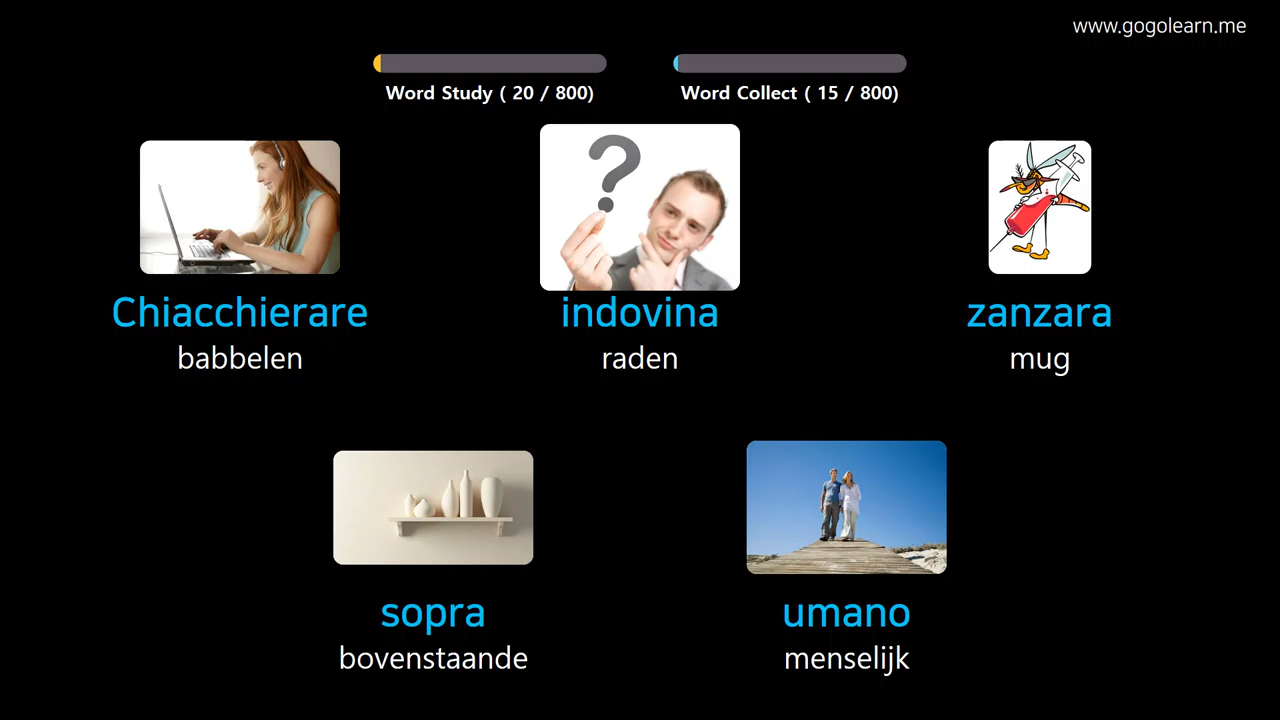 www.gogolearn.me
Word Study ( 20 / 800)
Word Collect ( 15 / 800)
Chiacchierare
babbelen
indovina
raden
zanzara
mug
sopra
bovenstaande
umano
menselijk